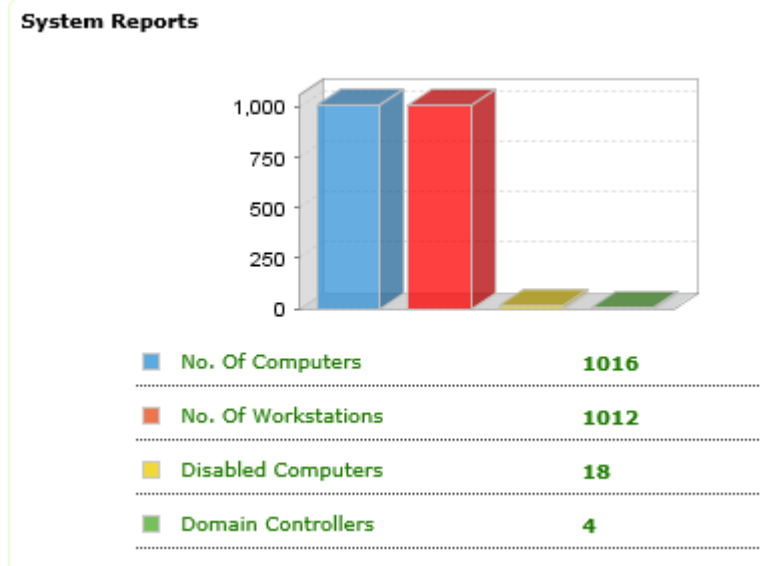 System Reports
1,000
750
500
250
0
No. Of Computers 1016
No. Of Workstations 1012
Disabled Computers 18
Domain Controllers 4